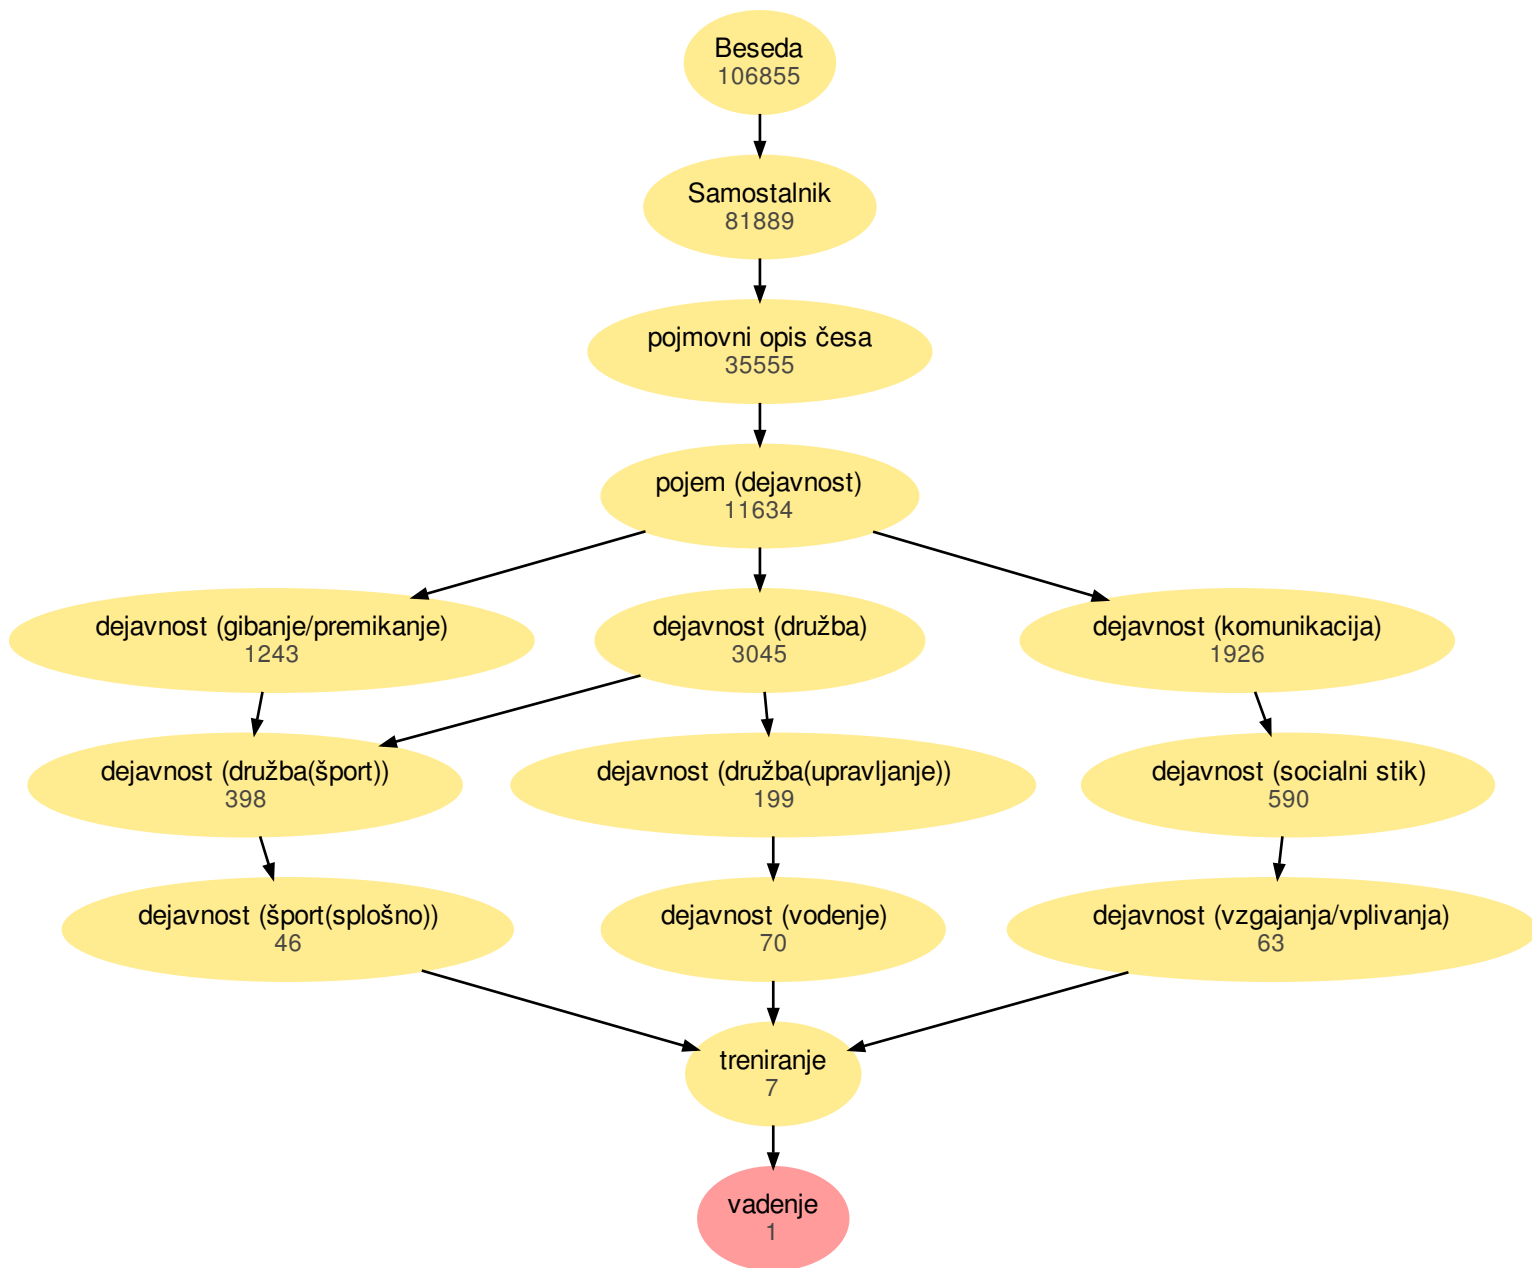 Beseda
106855
Samostalnik
81889
pojmovni opis česa
35555
pojem (dejavnost)
11634
dejavnost (gibanje/premikanje)
1243
dejavnost (družba)
3045
dejavnost (komunikacija)
1926
dejavnost (družba(šport))
398
dejavnost (družba(upravljanje))
199
dejavnost (socialni stik)
590
dejavnost (šport(splošno))
46
dejavnost (vodenje)
70
dejavnost (vzgajanja/vplivanja)
63
treniranje
7
vadenje
1